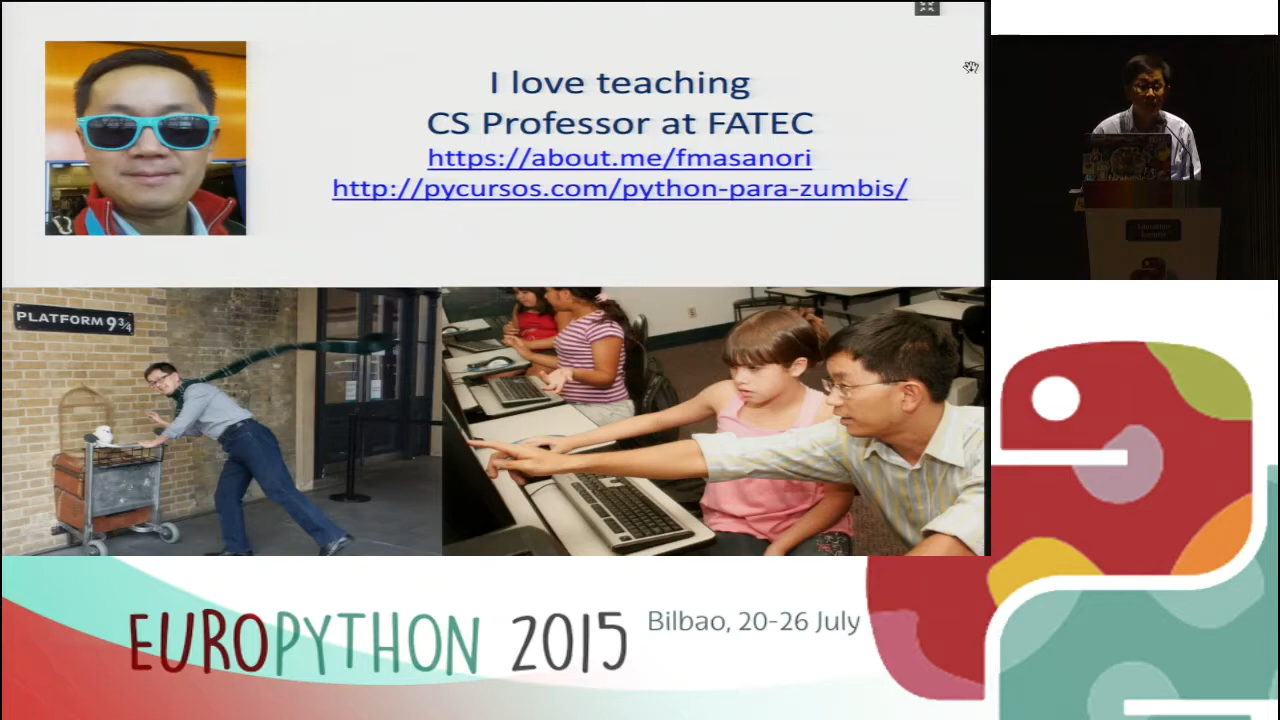 I love teaching
CS Professor at FATEC
https://about.me/fmasanori
http://pycursos.com/python-para-zumbis/
PLATFORM 9¾
EUROPYTHON 2015
Bilbao, 20-26 July